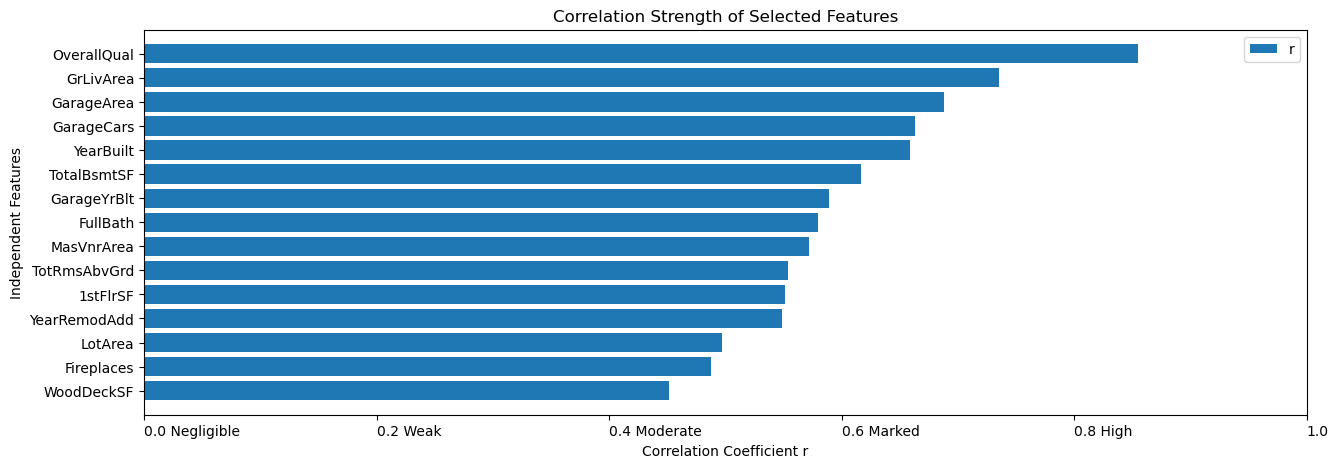 Correlation Strength of Selected Features
r
Independent Features
OverallQual
GrLivArea
GarageArea
GarageCars
YearBuilt
TotalBsmtSF
GarageYrBlt
FullBath
MasVnrArea
TotRmsAbvGrd
1stFlrSF
YearRemodAdd
LotArea
Fireplaces
WoodDeckSF
0.0 Negligible 0.2 Weak 0.4 Moderate 0.6 Marked 0.8 High 1.0
Correlation Coefficient r